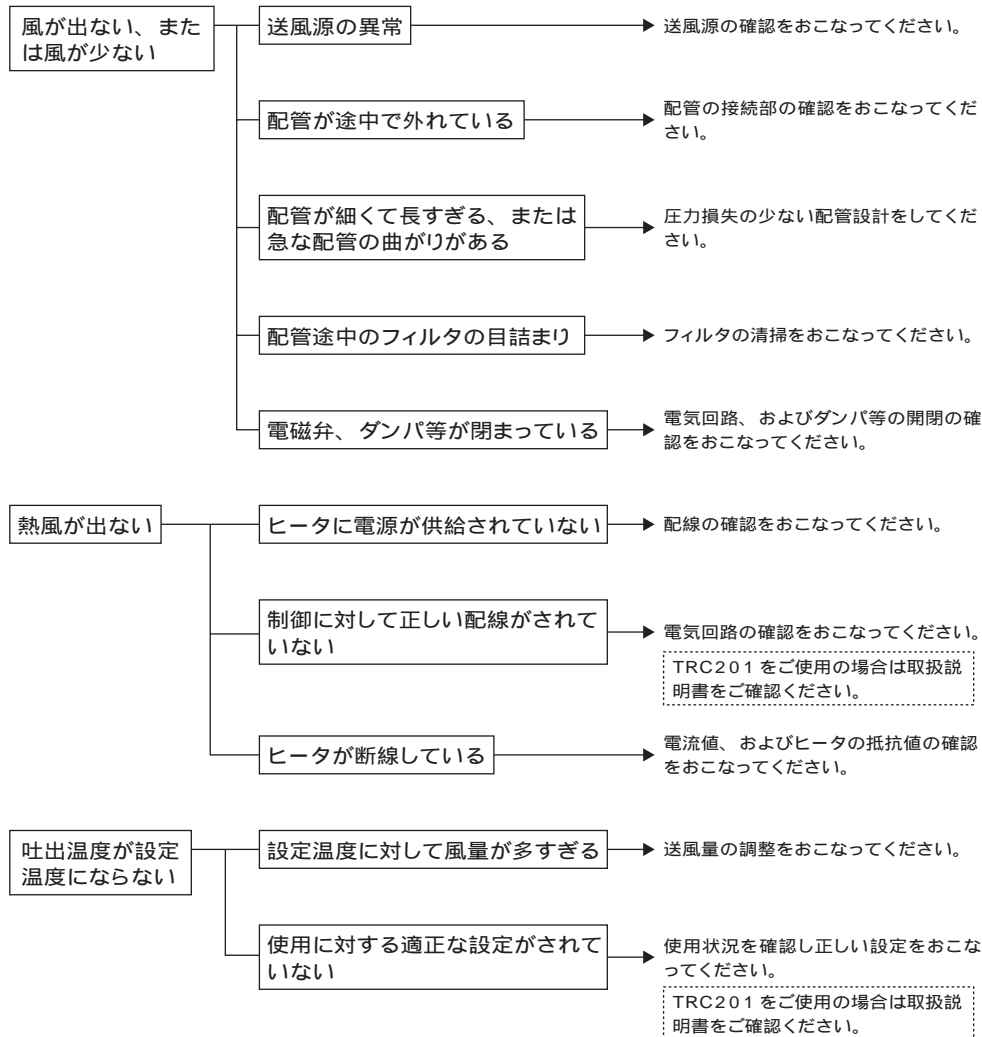 風が出ない、また
は風が少ない
送風源の異常
送風源の確認をおこなってください。
配管が途中で外れている
配管の接続部の確認をおこなってくだ
さい。
配管が細くて長すぎる、または
急な配管の曲がりがある
圧力損失の少ない配管設計をしてくだ
さい。
配管途中のフィルタの目詰まり
フィルタの清掃をおこなってください。
電磁弁、ダンパ等が閉まっている
電気回路、およびダンパ等の開閉の確
認をおこなってください。
熱風が出ない
ヒータに電源が供給されていない
配線の確認をおこなってください。
制御に対して正しい配線がされて
いない
電気回路の確認をおこなってください。
TRC201をご使用の場合は取扱説
明書をご確認ください。
ヒータが断線している
電流値、およびヒータの抵抗値の確認
をおこなってください。
吐出温度が設定
温度にならない
設定温度に対して風量が多すぎる
送風量の調整をおこなってください。
使用に対する適正な設定がされて
いない
使用状況を確認し正しい設定をおこな
ってください。
TRC201をご使用の場合は取扱説
明書をご確認ください。